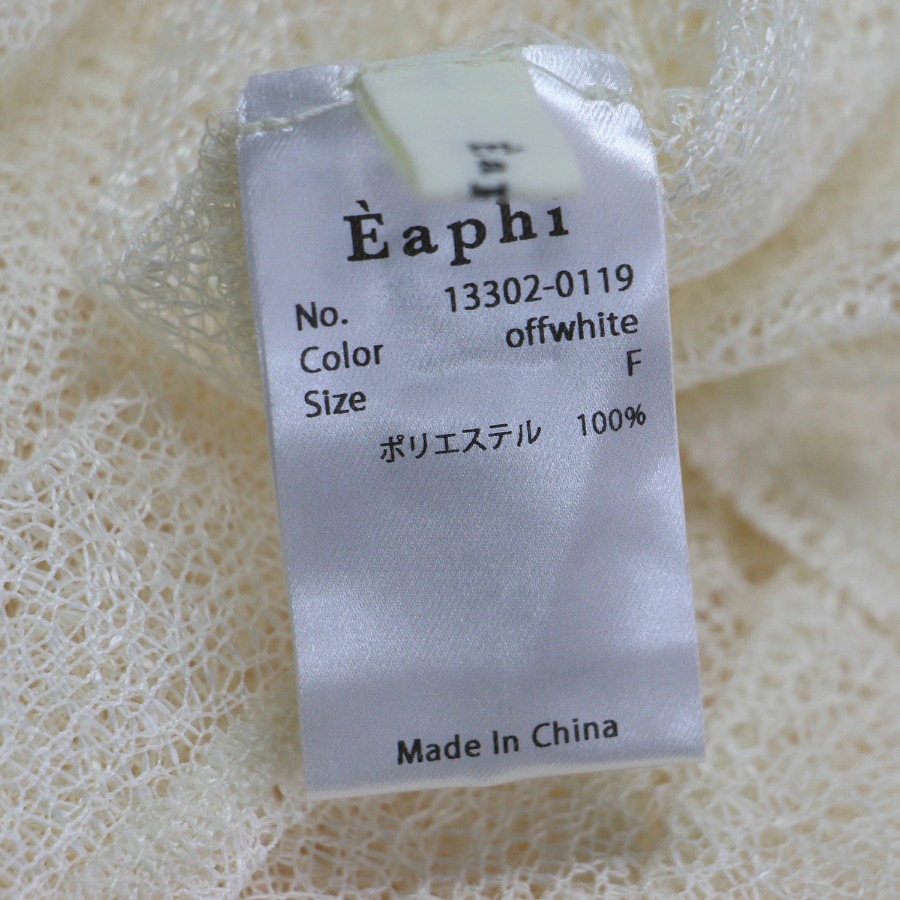 Èaphi
No. 13302-0119
Color offwhite
Size F
ポリエステル 100%
Made In China